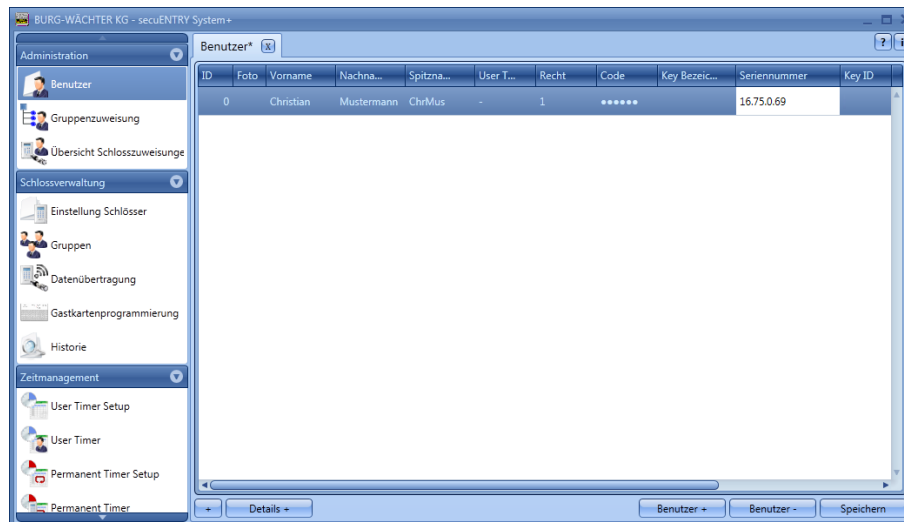 BURG-WÄCHTER KG - secuENTRY System+
Administration
Benutzer
Gruppenzuweisung
Übersicht Schlosszuweisunge
Schlossverwaltung
Einstellung Schlösser
Gruppen
Datenübertragung
Gastkartenprogrammierung
Historie
Zeitmanagement
User Timer Setup
User Timer
Permanent Timer Setup
Permanent Timer
Benutzer* X
? i
ID Foto Vorname Nachna... Spitzna... User T... Recht Code Key Bezeic... Seriennummer Key ID
0 Christian Mustermann ChrMus - 1 ●●●●●● 16.75.0.69
+ Details + Benutzer + Benutzer - Speichern